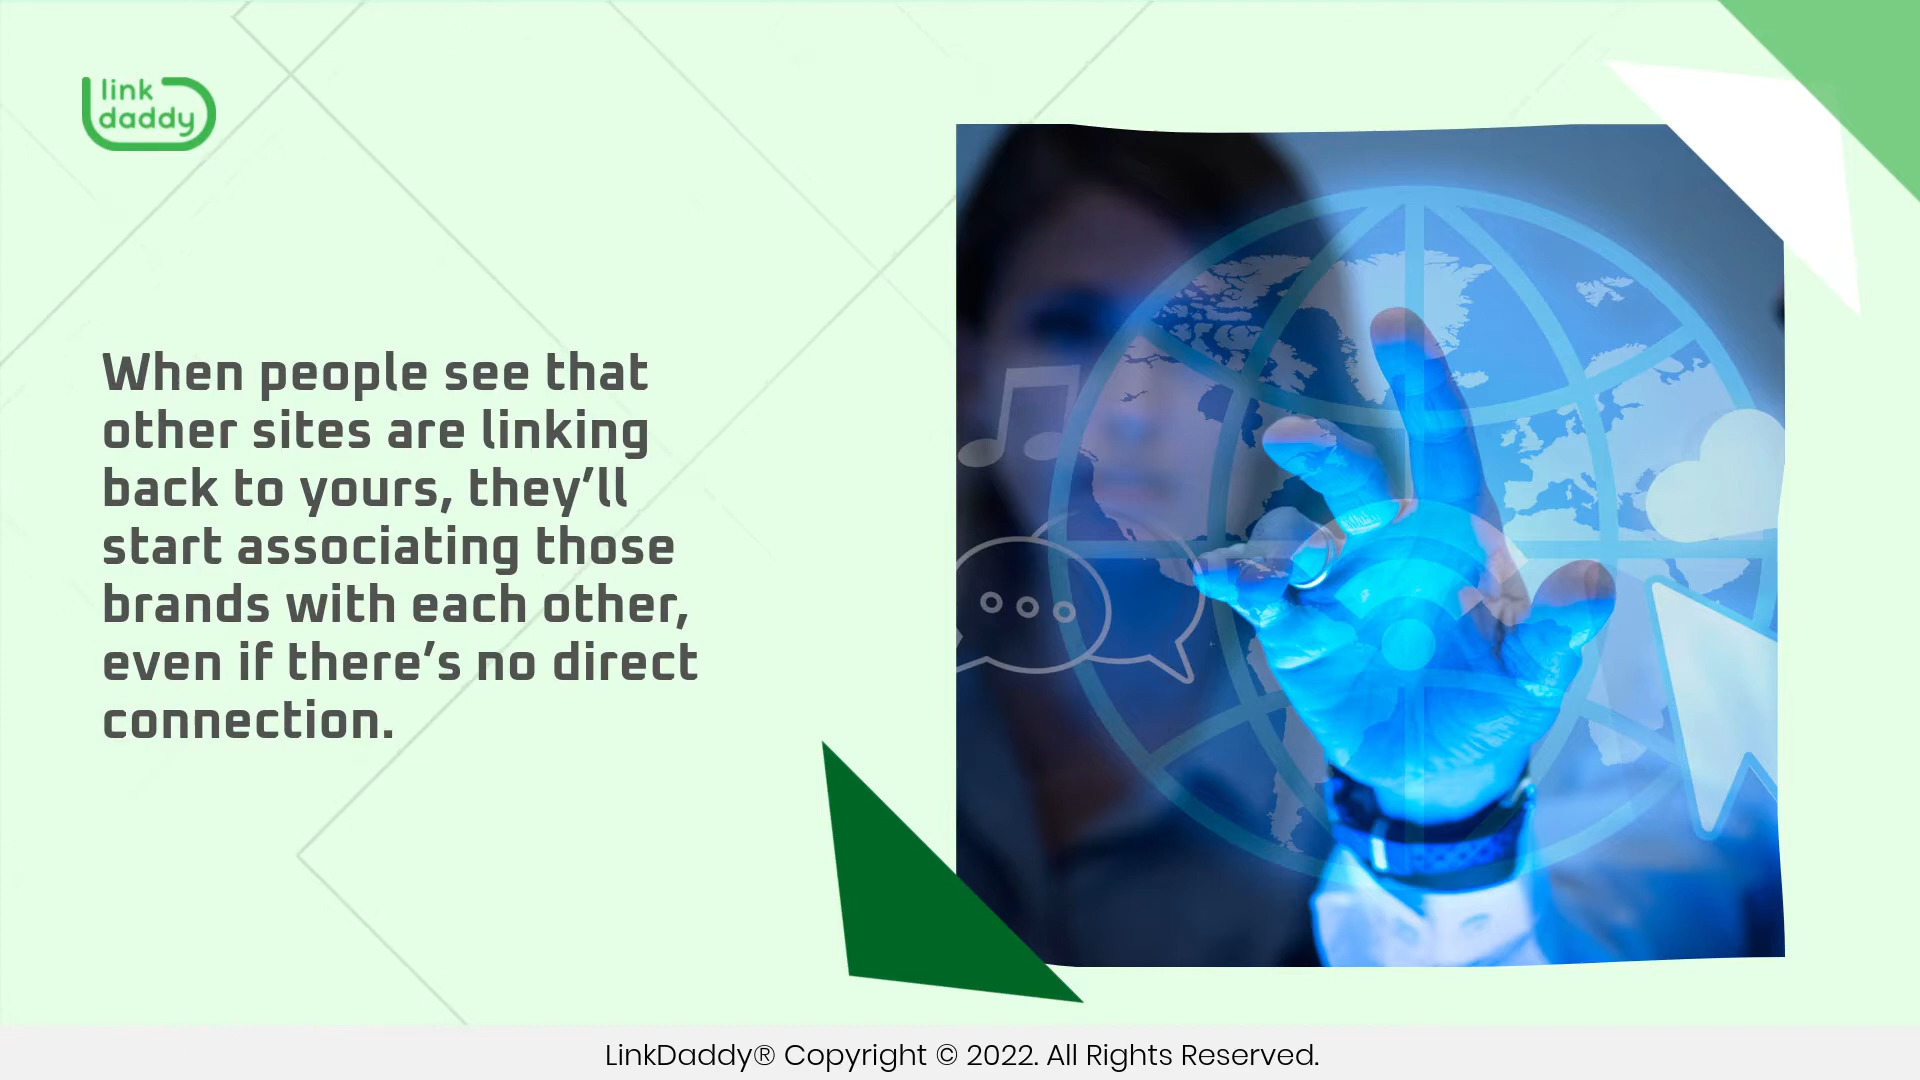 link
daddy
When people see that
other sites are linking
back to yours, they’ll
start associating those
brands with each other,
even if there’s no direct
connection.
LinkDaddy® Copyright © 2022. All Rights Reserved.